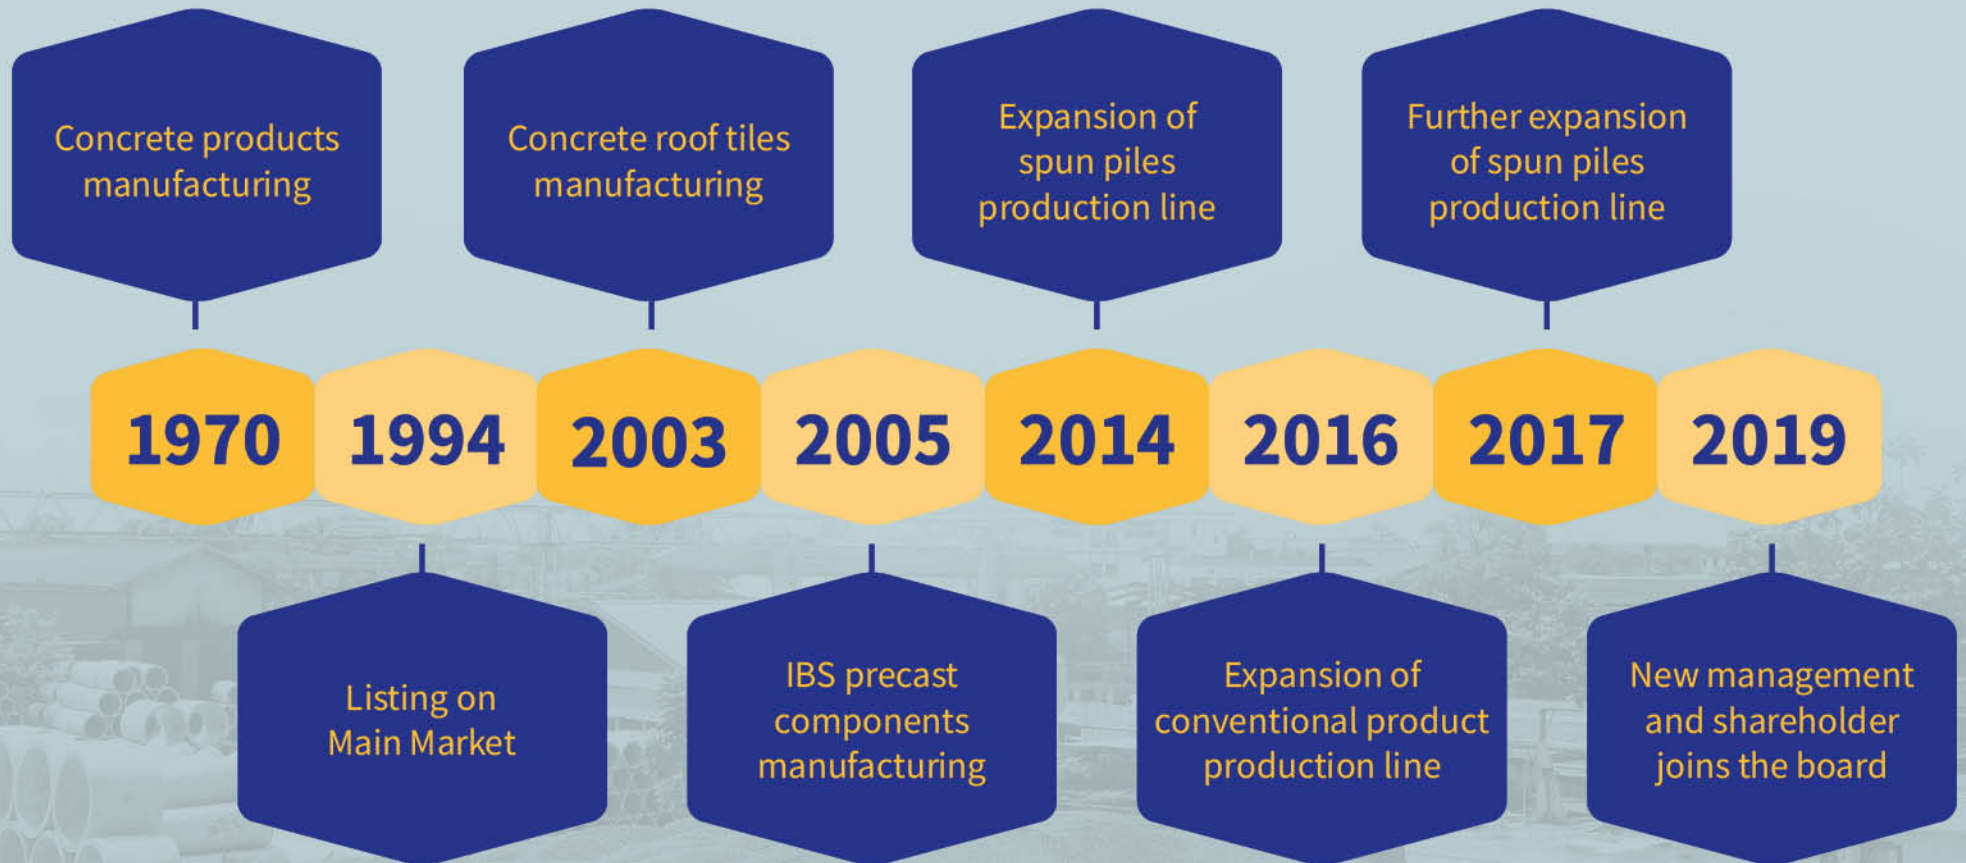 Concrete products
manufacturing
Concrete roof tiles
manufacturing
Expansion of
spun piles
production line
Further expansion
of spun piles
production line
1970
1994
2003
2005
2014
2016
2017
2019
Listing on
Main Market
IBS precast
components
manufacturing
Expansion of
conventional product
production line
New management
and shareholder
joins the board